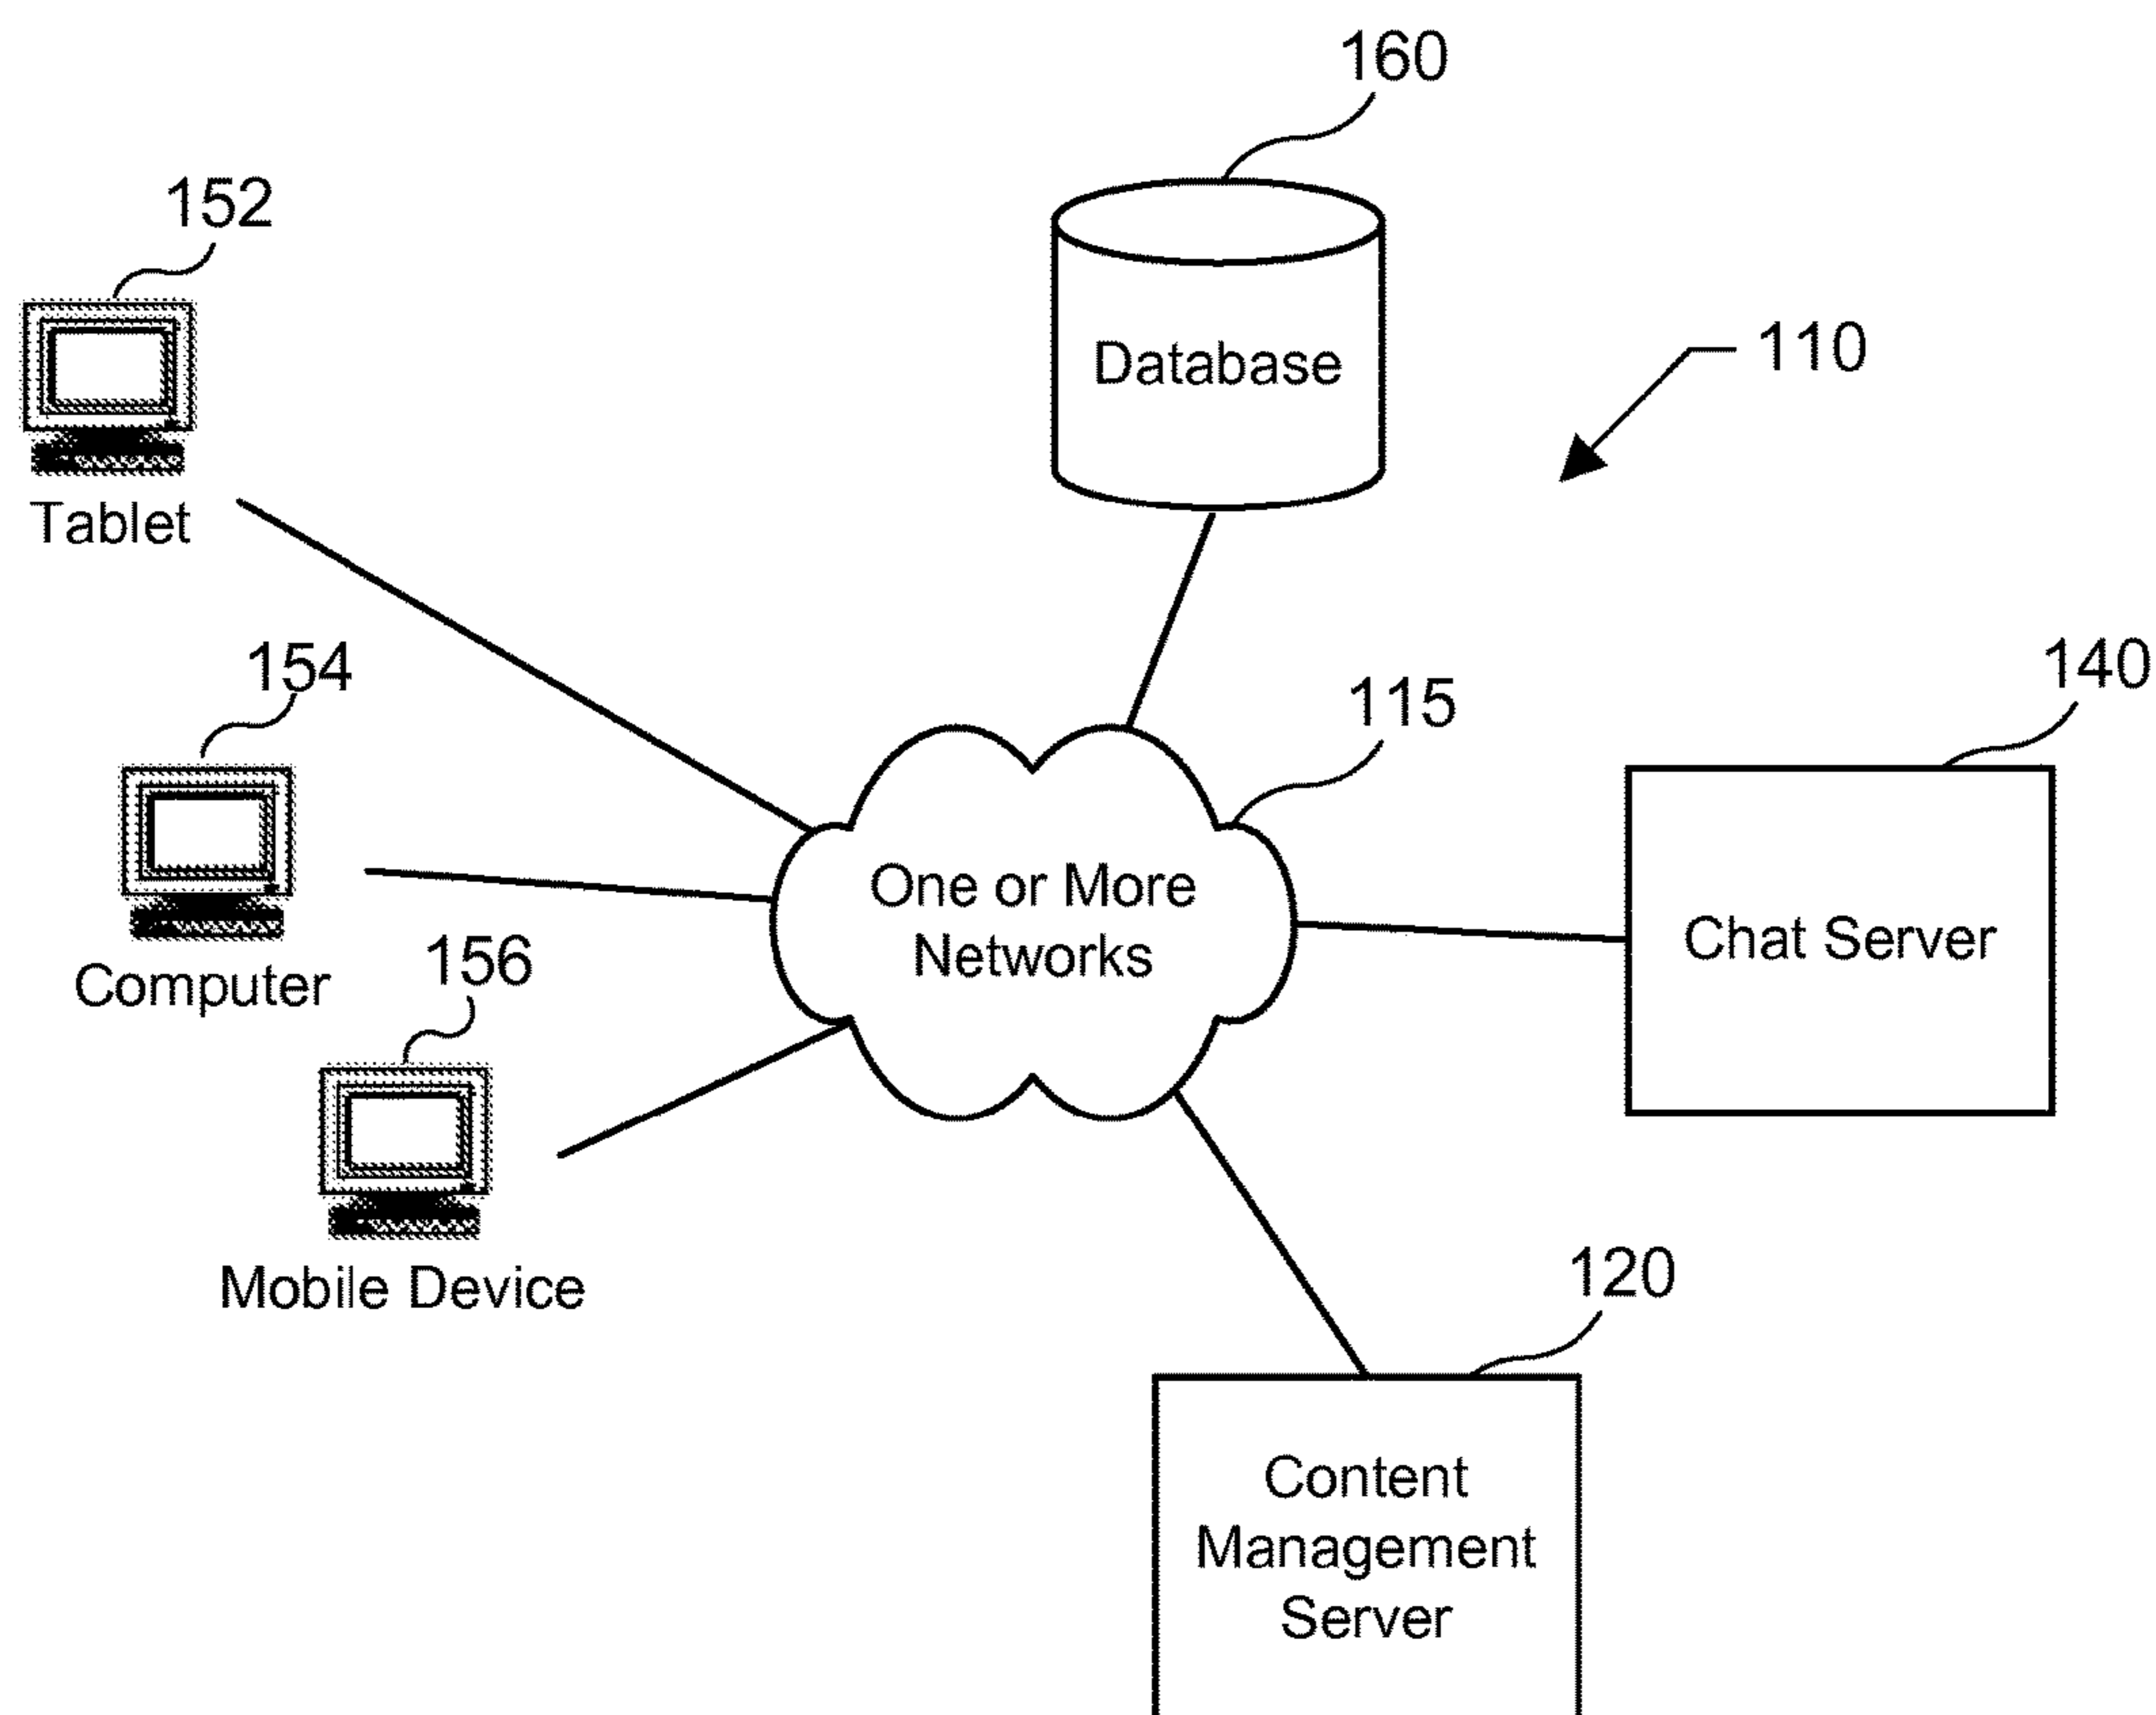 160
152
Database
110
Tablet
154
115
140
One or More
Networks
Chat Server
156
Computer
120
Mobile Device
Content
Management
Server